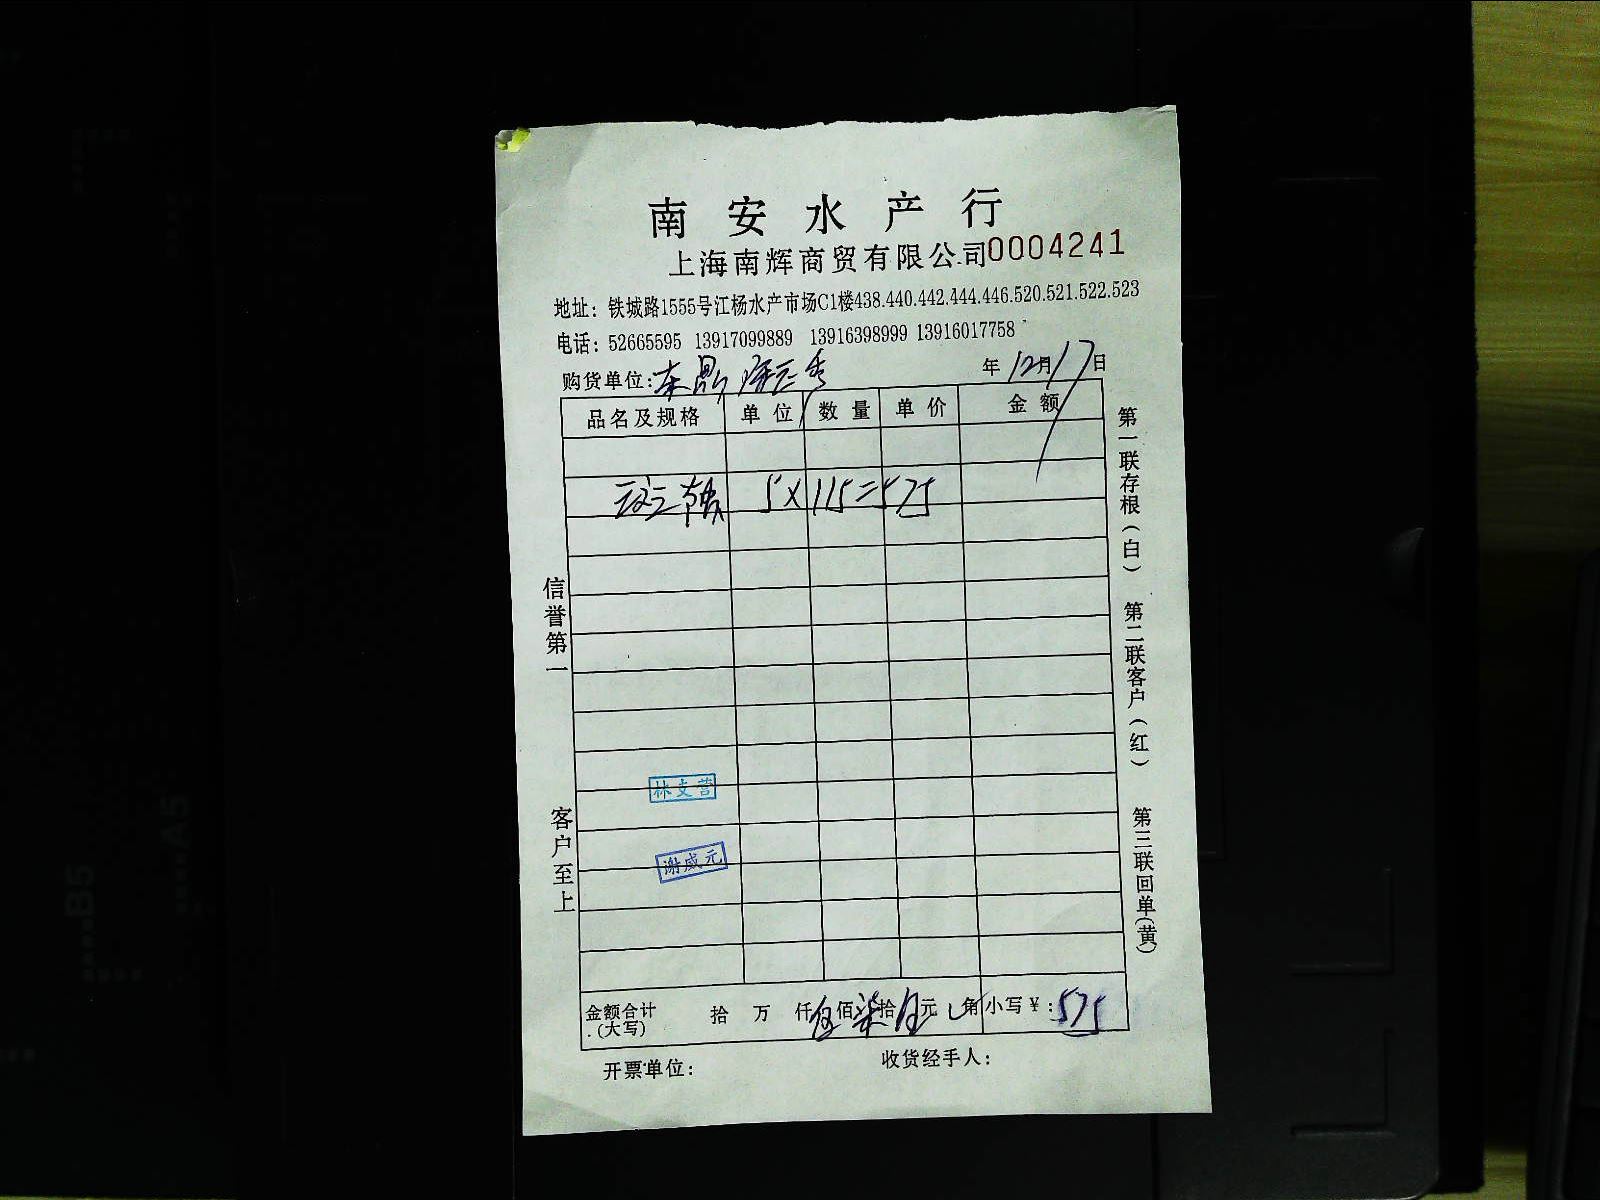 南安水产行
上海南辉商贸有限公司0004241
地址：铁城路1555号江杨水产市场C1楼438.440.442.444.446.520.521.522.523
电话：52665595 13917099889 13916398999 13916017758
购货单位： 年12月17日
品名及规格 单位 数量 单价 金额
5×115=575
林支营
谢威元
金额合计(大写) 拾 万 仟伍佰柒拾伍元 角 小写￥：575
开票单位： 收货经手人：
信誉第一
客户至上
第一联存根(白)
第二联客户(红)
第三联回单(黄)